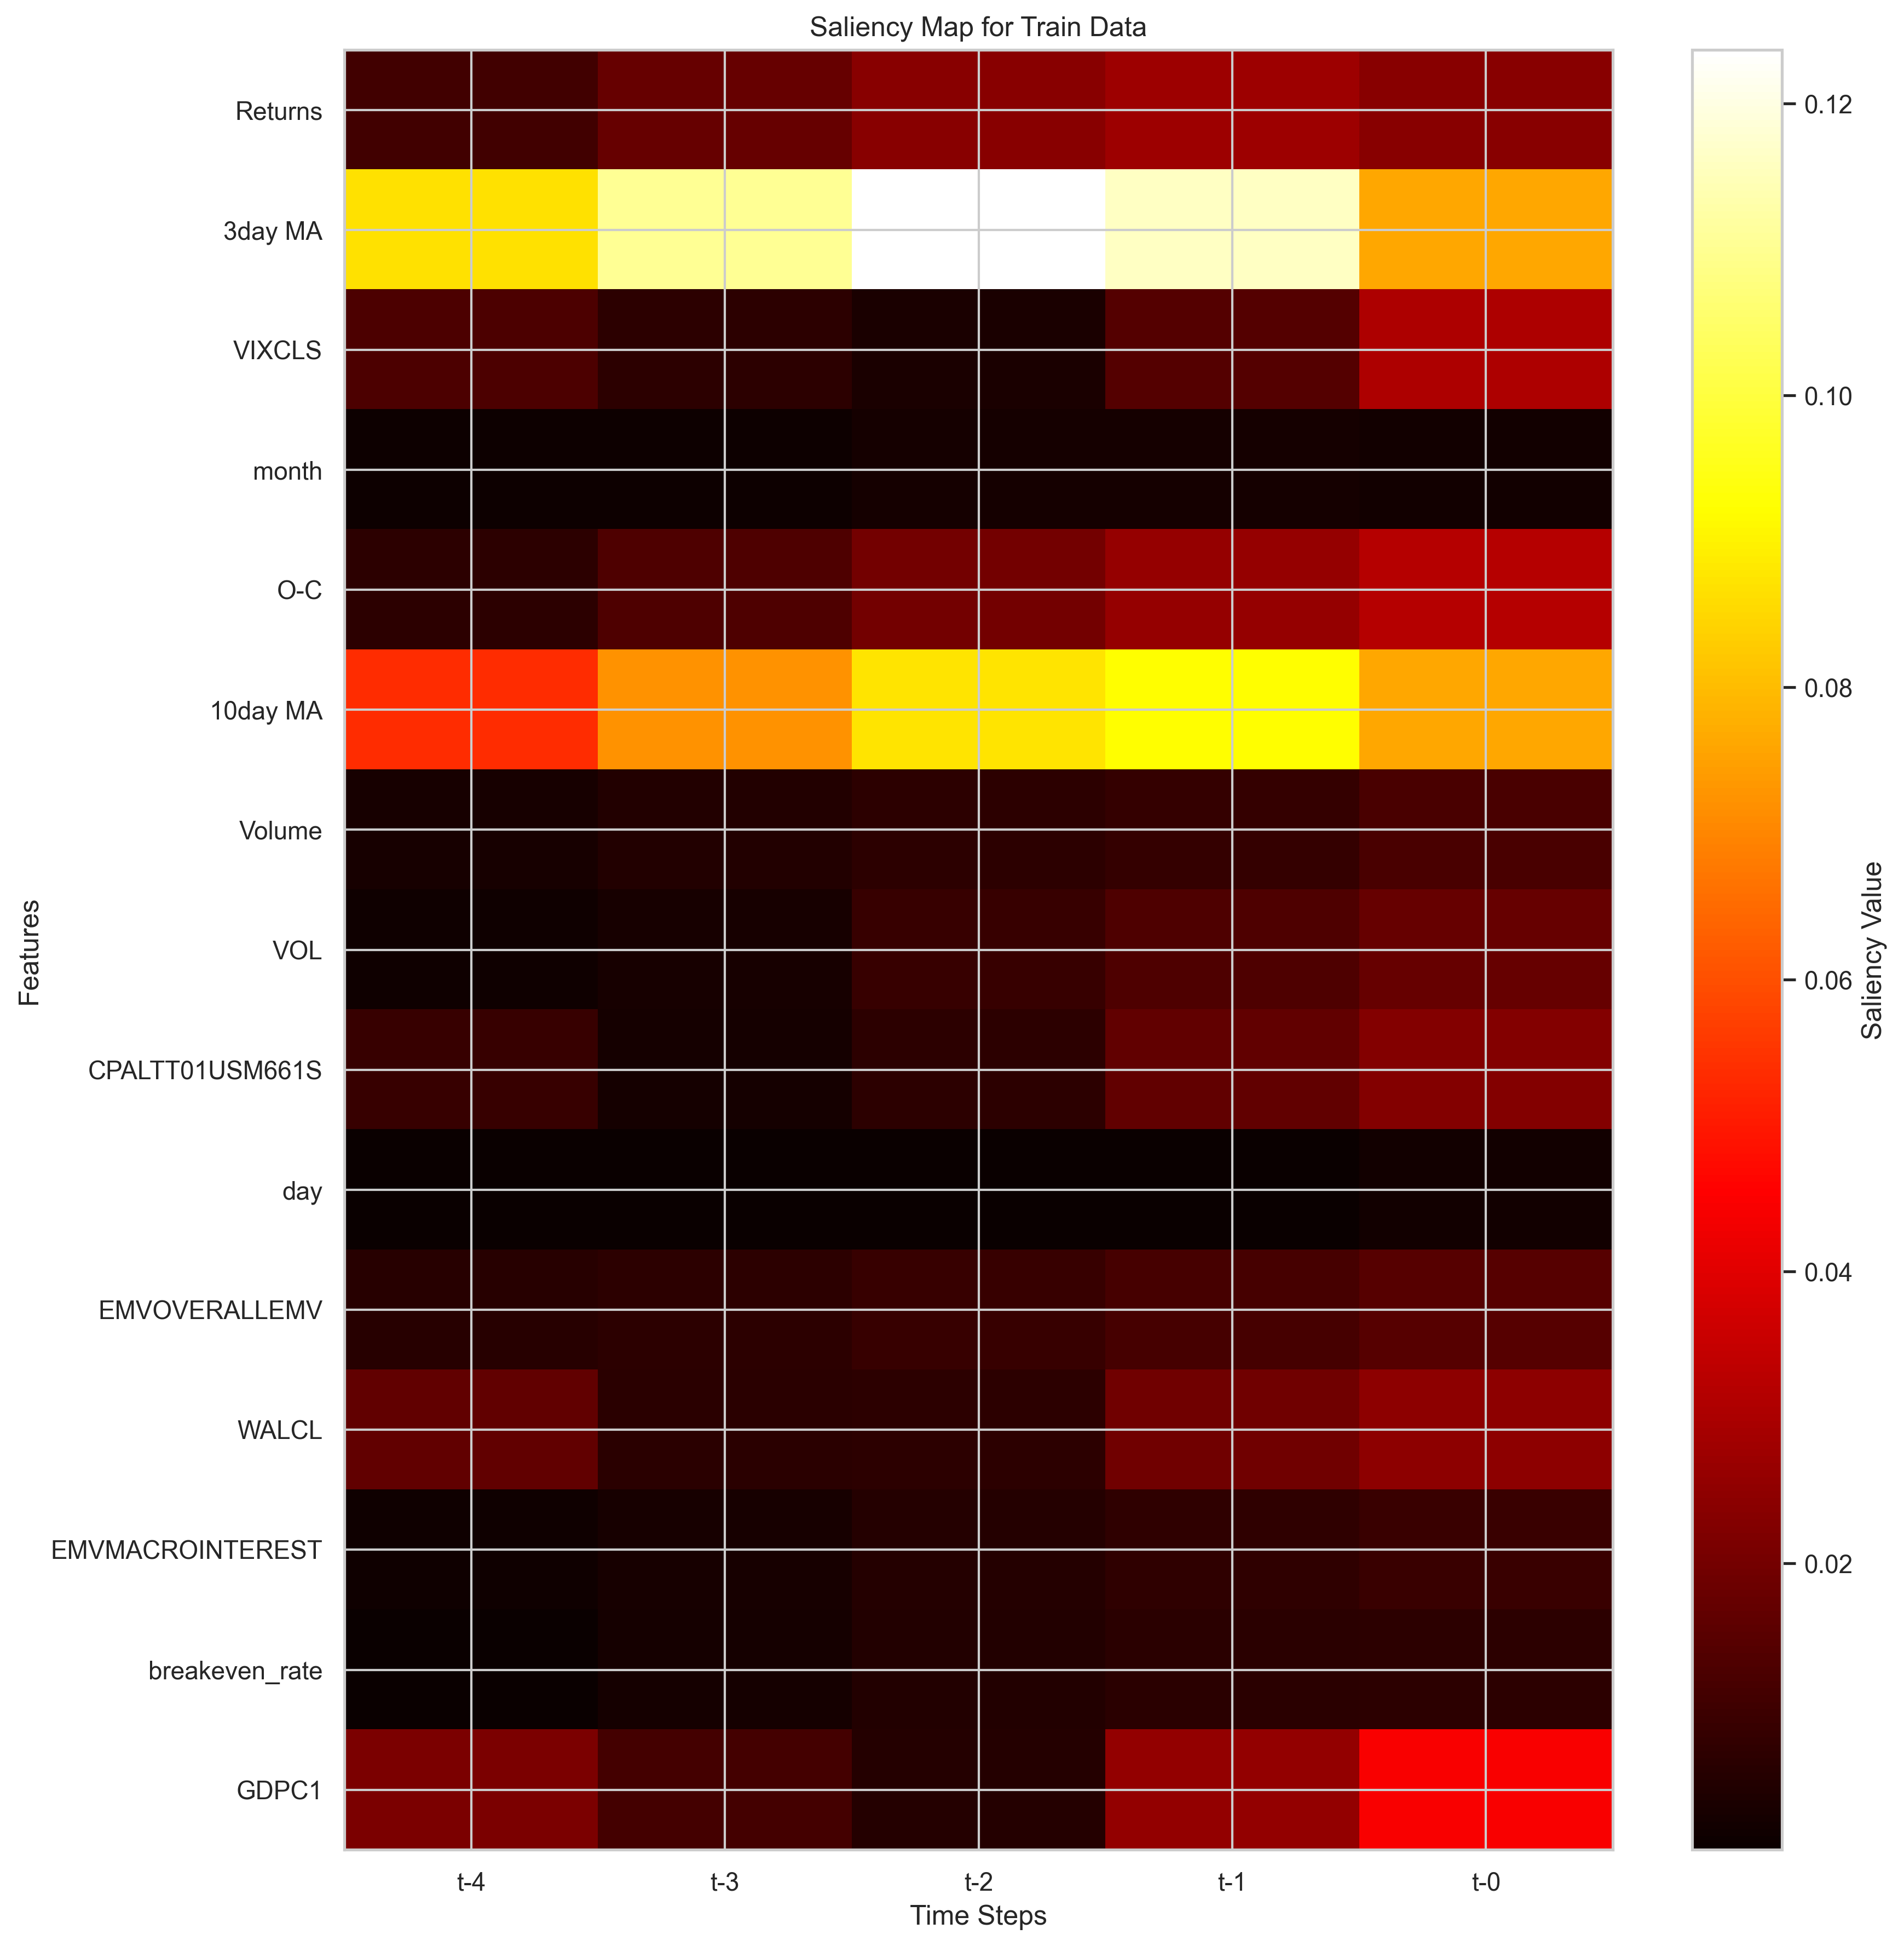 Saliency Map for Train Data
Returns
3day MA
VIXCLS
month
O-C
10day MA
Volume
VOL
CPALTT01USM661S
day
EMVOVERALLEMV
WALCL
EMVMACROINTEREST
breakeven_rate
GDPC1
Features
t-4 t-3 t-2 t-1 t-0
Time Steps
0.12
0.10
0.08
0.06
0.04
0.02
Saliency Value